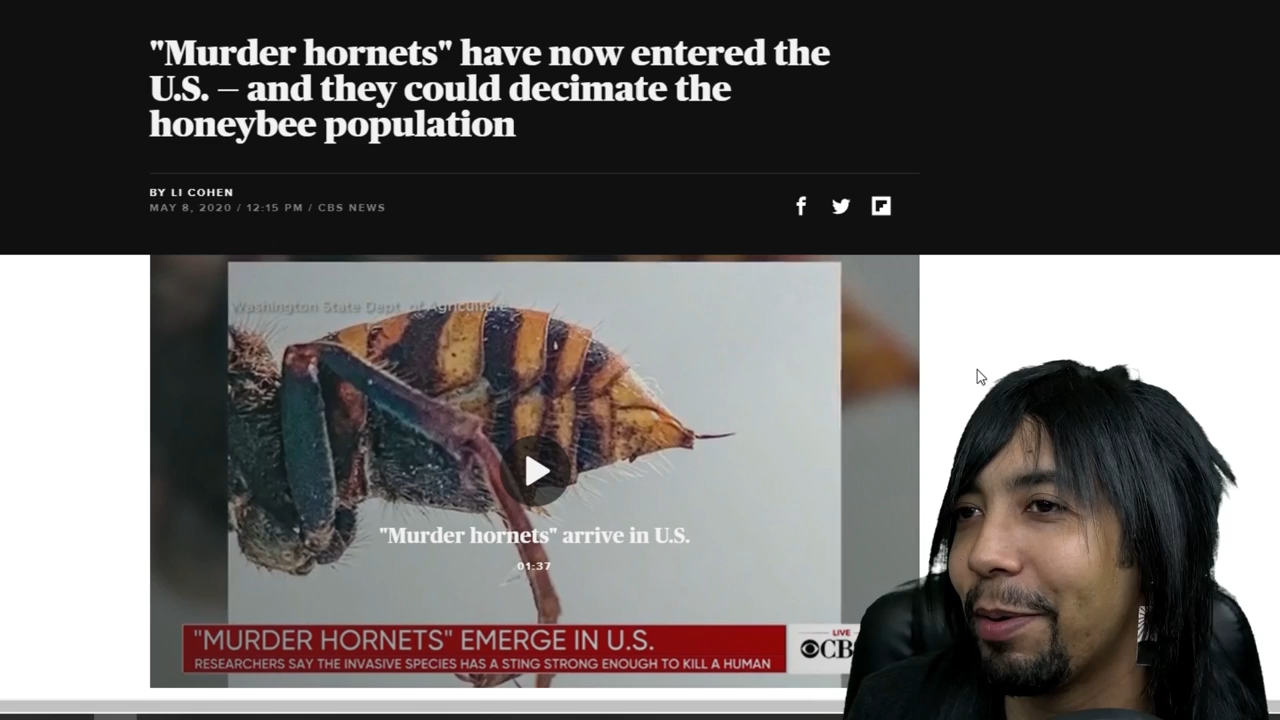 "Murder hornets" have now entered the
U.S. — and they could decimate the
honeybee population
BY LI COHEN
MAY 8, 2020 / 12:15 PM / CBS NEWS
Washington State Dept. of Agriculture
"Murder hornets" arrive in U.S.
01:37
"MURDER HORNETS" EMERGE IN U.S.
RESEARCHERS SAY THE INVASIVE SPECIES HAS A STING STRONG ENOUGH TO KILL A HUMAN
LIVE
CB